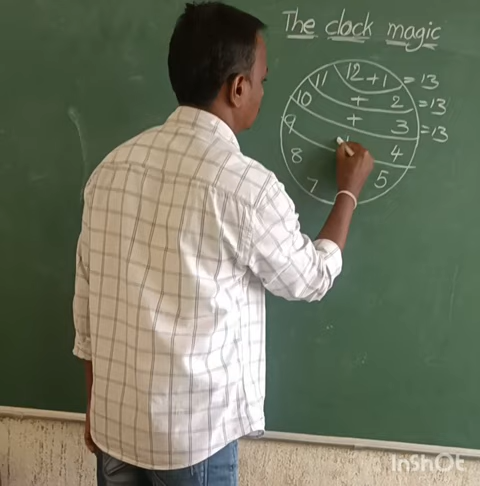 The clock magic
12 + 1 = 13
11 + 2 = 13
10 + 3 = 13
9 4
8 5
7
InShOt